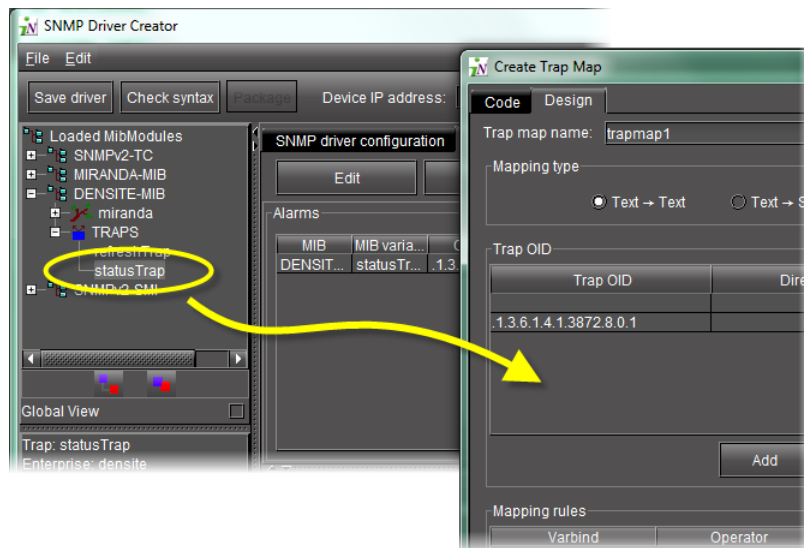 SNMP Driver Creator
File Edit
Save driver Check syntax Package Device IP address:
Loaded MibModules
SNMPv2-TC
MIRANDA-MIB
DENSITE-MIB
miranda
TRAPS
refreshTrap
statusTrap
SNMPv2-SMI
Global View
Trap: statusTrap
Enterprise: densite
SNMP driver configuration
Edit
Alarms
MIB MIB varia...
DENSIT... statusTr... .1.3.
Create Trap Map
Code Design
Trap map name: trapmap1
Mapping type
Text → Text Text → S
Trap OID
Trap OID Dire
.1.3.6.1.4.1.3872.8.0.1
Add
Mapping rules
Varbind Operator